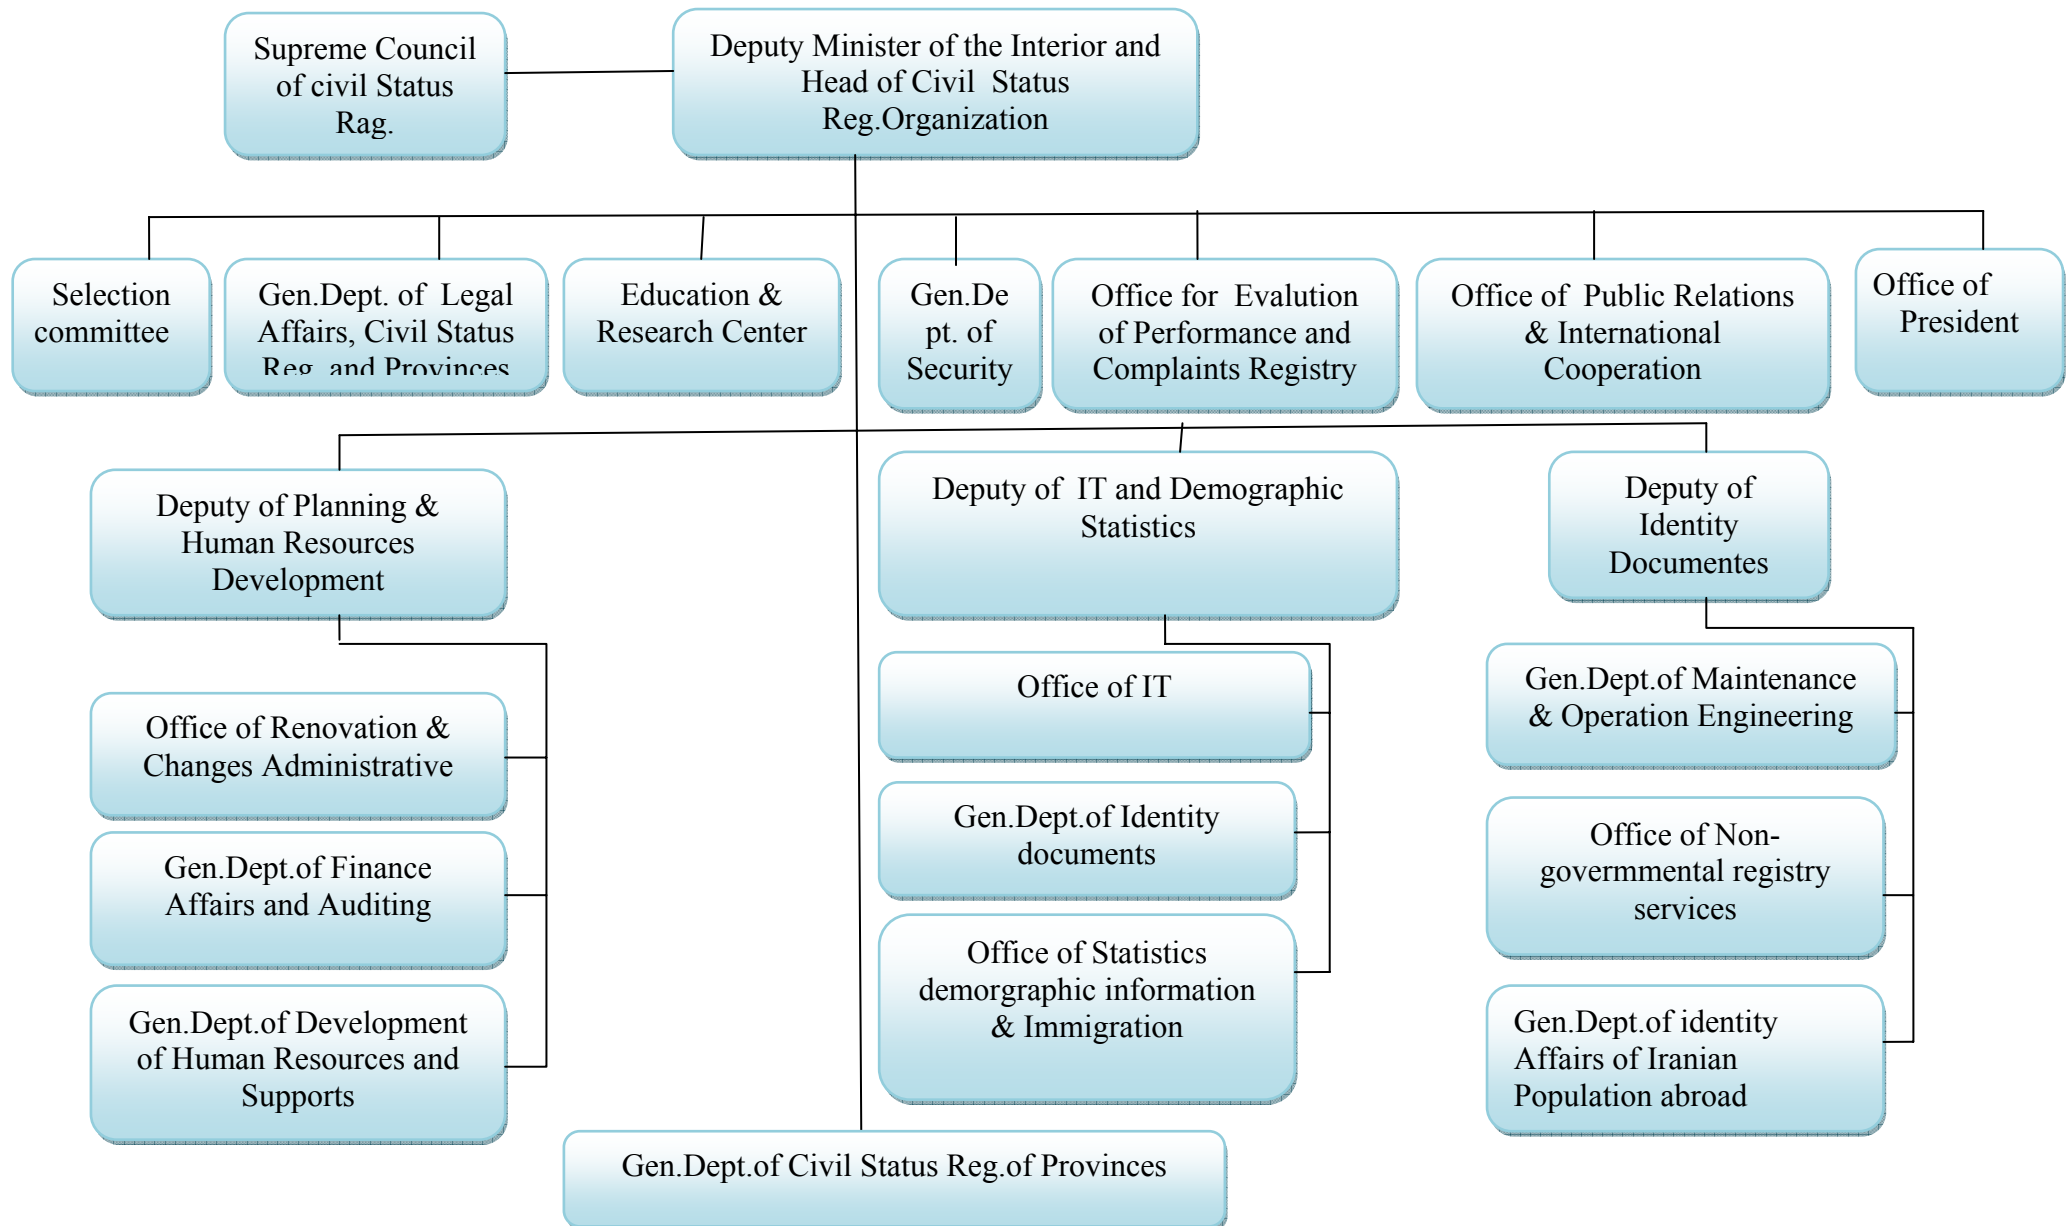 Supreme Council
of civil Status
Rag.
Deputy Minister of the Interior and
Head of Civil  Status
Reg.Organization
Selection
committee
Gen.Dept. of  Legal
Affairs, Civil Status
Reg. and Provinces
Education &
Research Center
Gen.De
pt. of
Security
Office for  Evalution
of Performance and
Complaints Registry
Office of  Public Relations
& International
Cooperation
Office of
President
Deputy of Planning &
Human Resources
Development
Deputy of  IT and Demographic
Statistics
Deputy of
Identity
Documentes
Office of Renovation &
Changes Administrative
Gen.Dept.of Finance
Affairs and Auditing
Gen.Dept.of Development
of Human Resources and
Supports
Office of IT
Gen.Dept.of Identity
documents
Office of Statistics
demorgraphic information
& Immigration
Gen.Dept.of Maintenance
& Operation Engineering
Office of Non-
govermmental registry
services
Gen.Dept.of identity
Affairs of Iranian
Population abroad
Gen.Dept.of Civil Status Reg.of Provinces